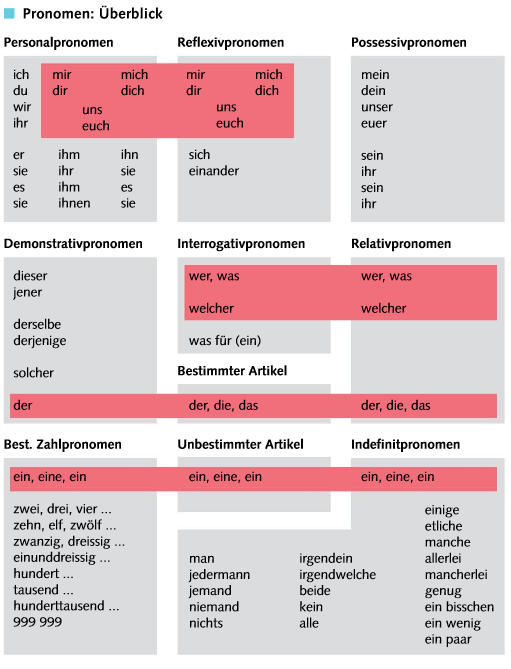 Pronomen: Überblick
Personalpronomen Reflexivpronomen Possessivpronomen
ich mir mich mir mich mein
du dir dich dir dich dein
wir uns uns unser
ihr euch euch euer
er ihm ihn sich sein
sie ihr sie einander ihr
es ihm es sein
sie ihnen sie ihr
Demonstrativpronomen Interrogativpronomen Relativpronomen
dieser wer, was wer, was
jener
welcher welcher
derselbe
derjenige was für (ein)
solcher
Bestimmter Artikel
der der, die, das der, die, das
Best. Zahlpronomen Unbestimmter Artikel Indefinitpronomen
ein, eine, ein ein, eine, ein ein, eine, ein
zwei, drei, vier ... einige
zehn, elf, zwölf ... etliche
zwanzig, dreissig ... manche
einunddreissig ... man irgendein allerlei
hundert ... jedermann irgendwelche mancherlei
tausend ... jemand beide genug
hunderttausend ... niemand kein ein bisschen
999 999 nichts alle ein wenig
ein paar